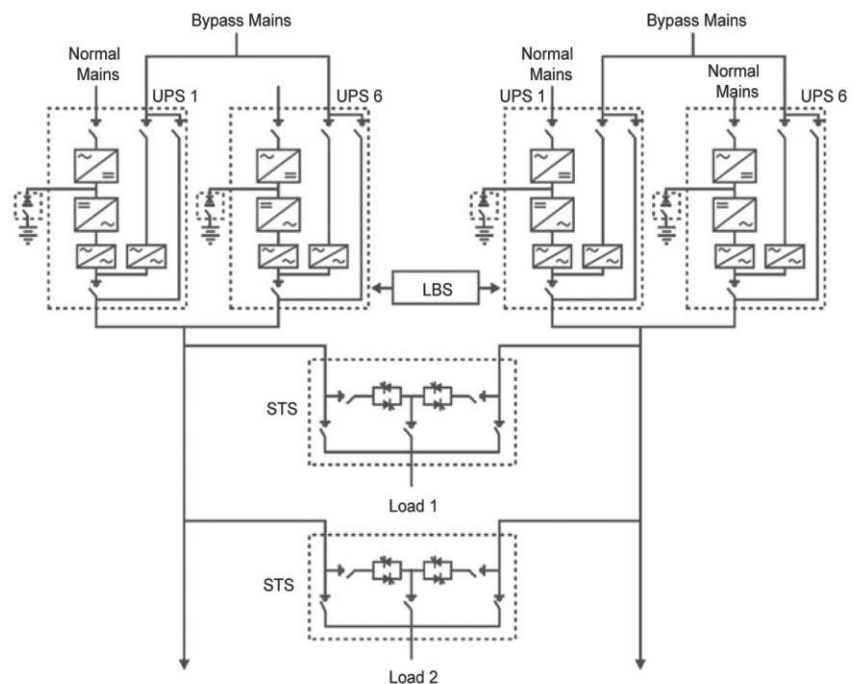 Bypass Mains
Bypass Mains
Normal
Mains
Normal
Mains
Normal
Mains
UPS 1
UPS 6
UPS 1
UPS 6
LBS
STS
Load 1
STS
Load 2